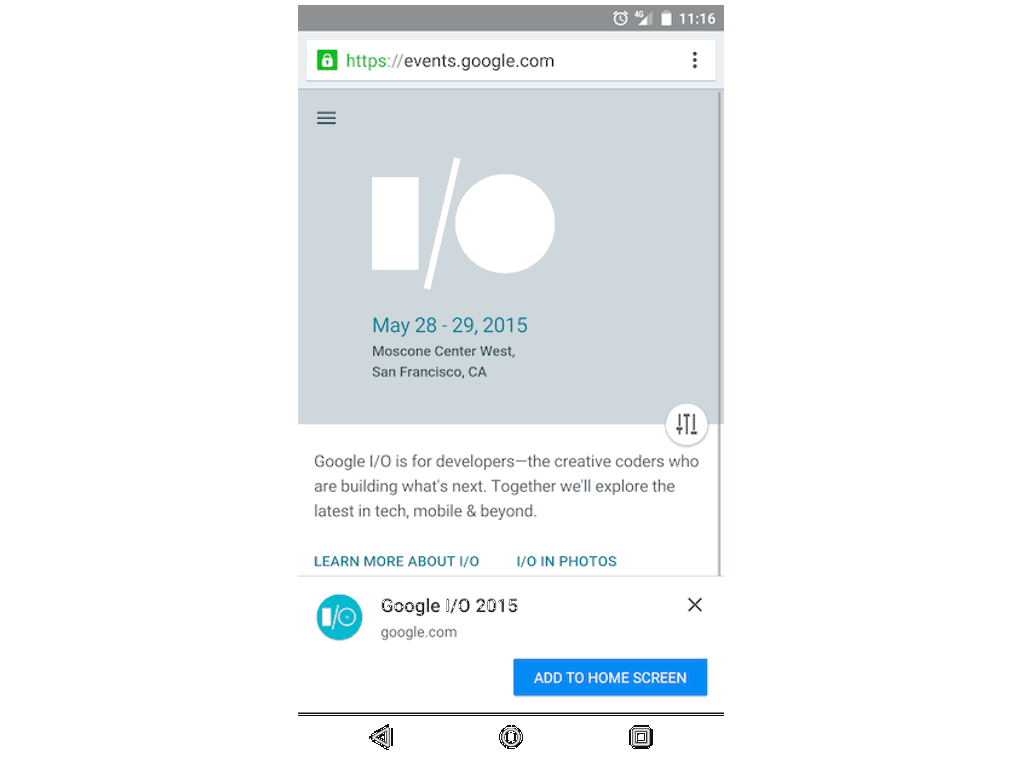 4G 11:16
https://events.google.com
I/O
May 28 - 29, 2015
Moscone Center West,
San Francisco, CA
Google I/O is for developers—the creative coders who
are building what's next. Together we'll explore the
latest in tech, mobile & beyond.
LEARN MORE ABOUT I/O I/O IN PHOTOS
I/O
Google I/O 2015
google.com
ADD TO HOME SCREEN